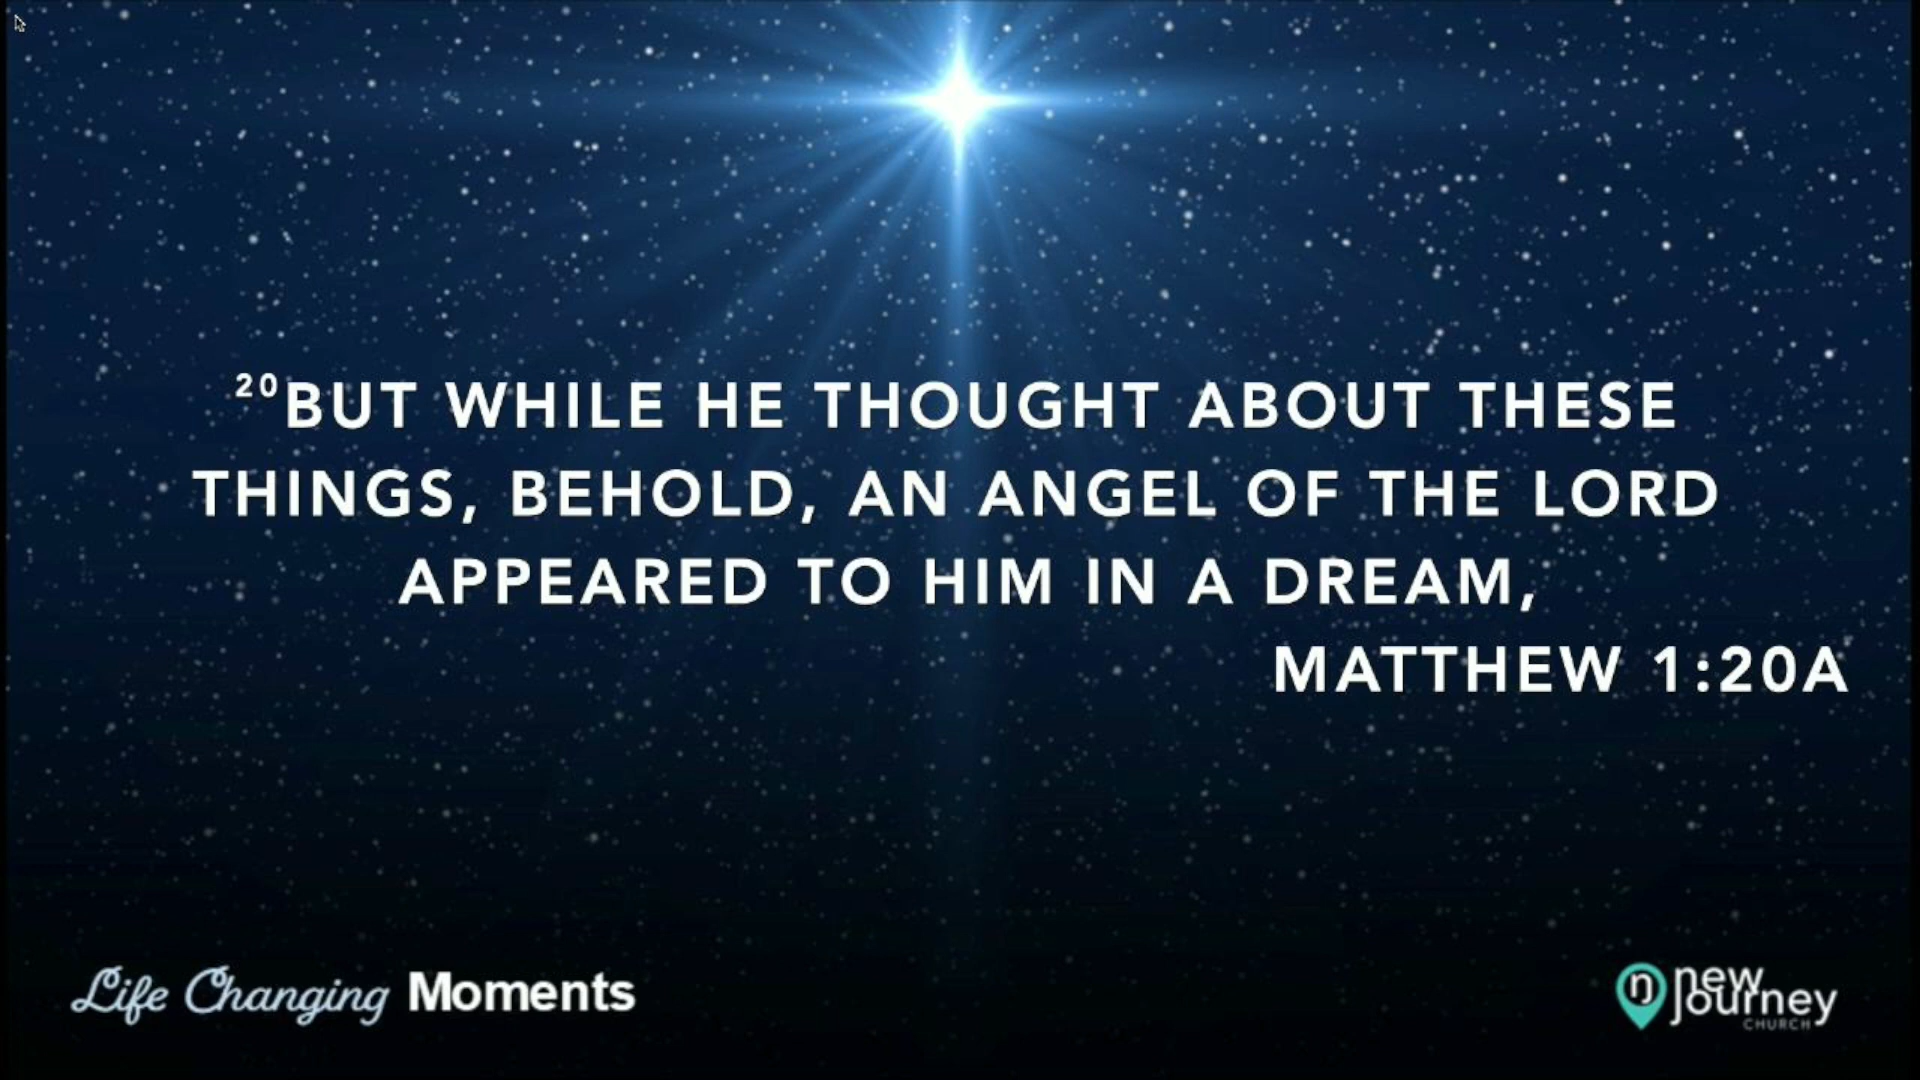 ²⁰BUT WHILE HE THOUGHT ABOUT THESE
THINGS, BEHOLD, AN ANGEL OF THE LORD
APPEARED TO HIM IN A DREAM,
MATTHEW 1:20A
Life Changing Moments
n new
Journey
CHURCH